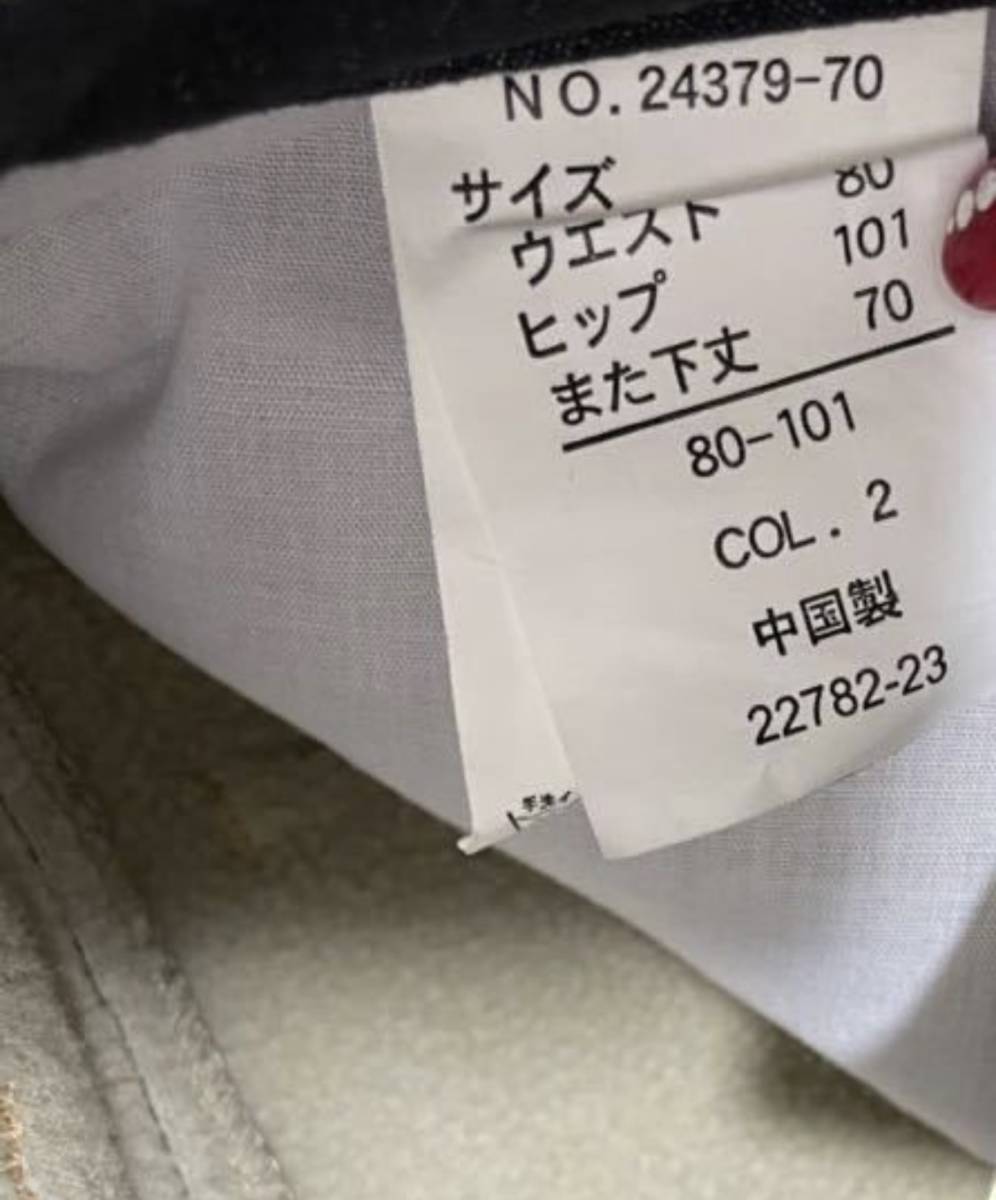 NO.24379-70
サイズ
ウエスト 80
ヒップ 101
また下丈 70
80-101
COL. 2
中国製
22782-23